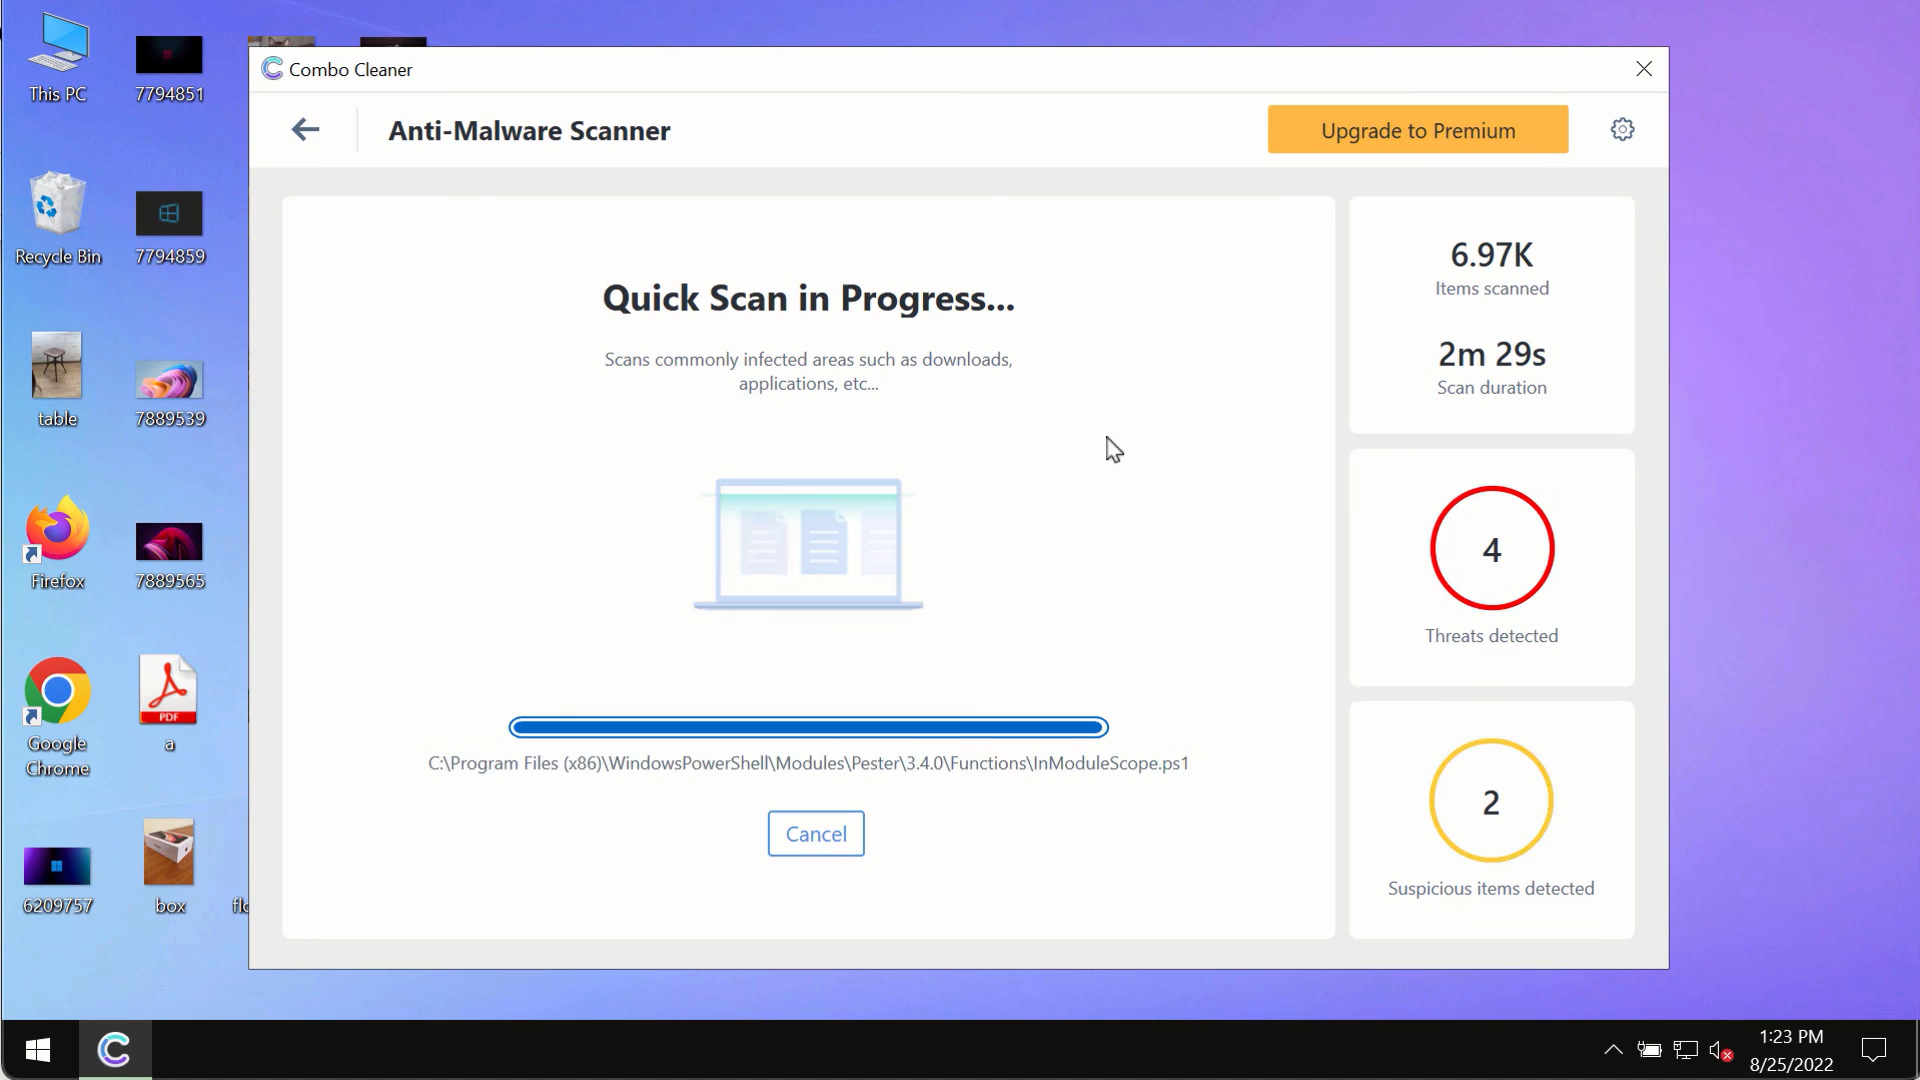 This PC
7794851
Recycle Bin
7794859
table
7889539
Firefox
7889565
Google
Chrome
PDF
a
6209757
box
Combo Cleaner
Anti-Malware Scanner
Upgrade to Premium
Quick Scan in Progress...
Scans commonly infected areas such as downloads,
applications, etc...
C:\Program Files (x86)\WindowsPowerShell\Modules\Pester\3.4.0\Functions\InModuleScope.ps1
Cancel
6.97K
Items scanned
2m 29s
Scan duration
4
Threats detected
2
Suspicious items detected
1:23 PM
8/25/2022